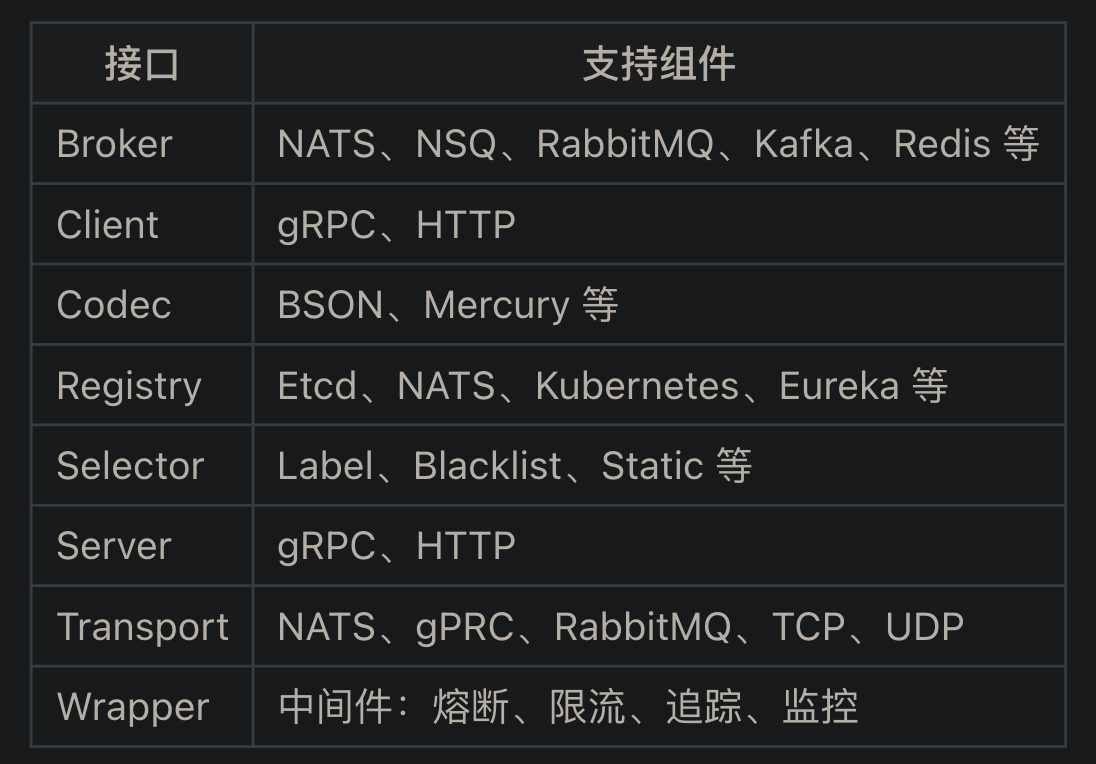 接口 支持组件
Broker NATS、NSQ、RabbitMQ、Kafka、Redis 等
Client gRPC、HTTP
Codec BSON、Mercury 等
Registry Etcd、NATS、Kubernetes、Eureka 等
Selector Label、Blacklist、Static 等
Server gRPC、HTTP
Transport NATS、gPRC、RabbitMQ、TCP、UDP
Wrapper 中间件：熔断、限流、追踪、监控